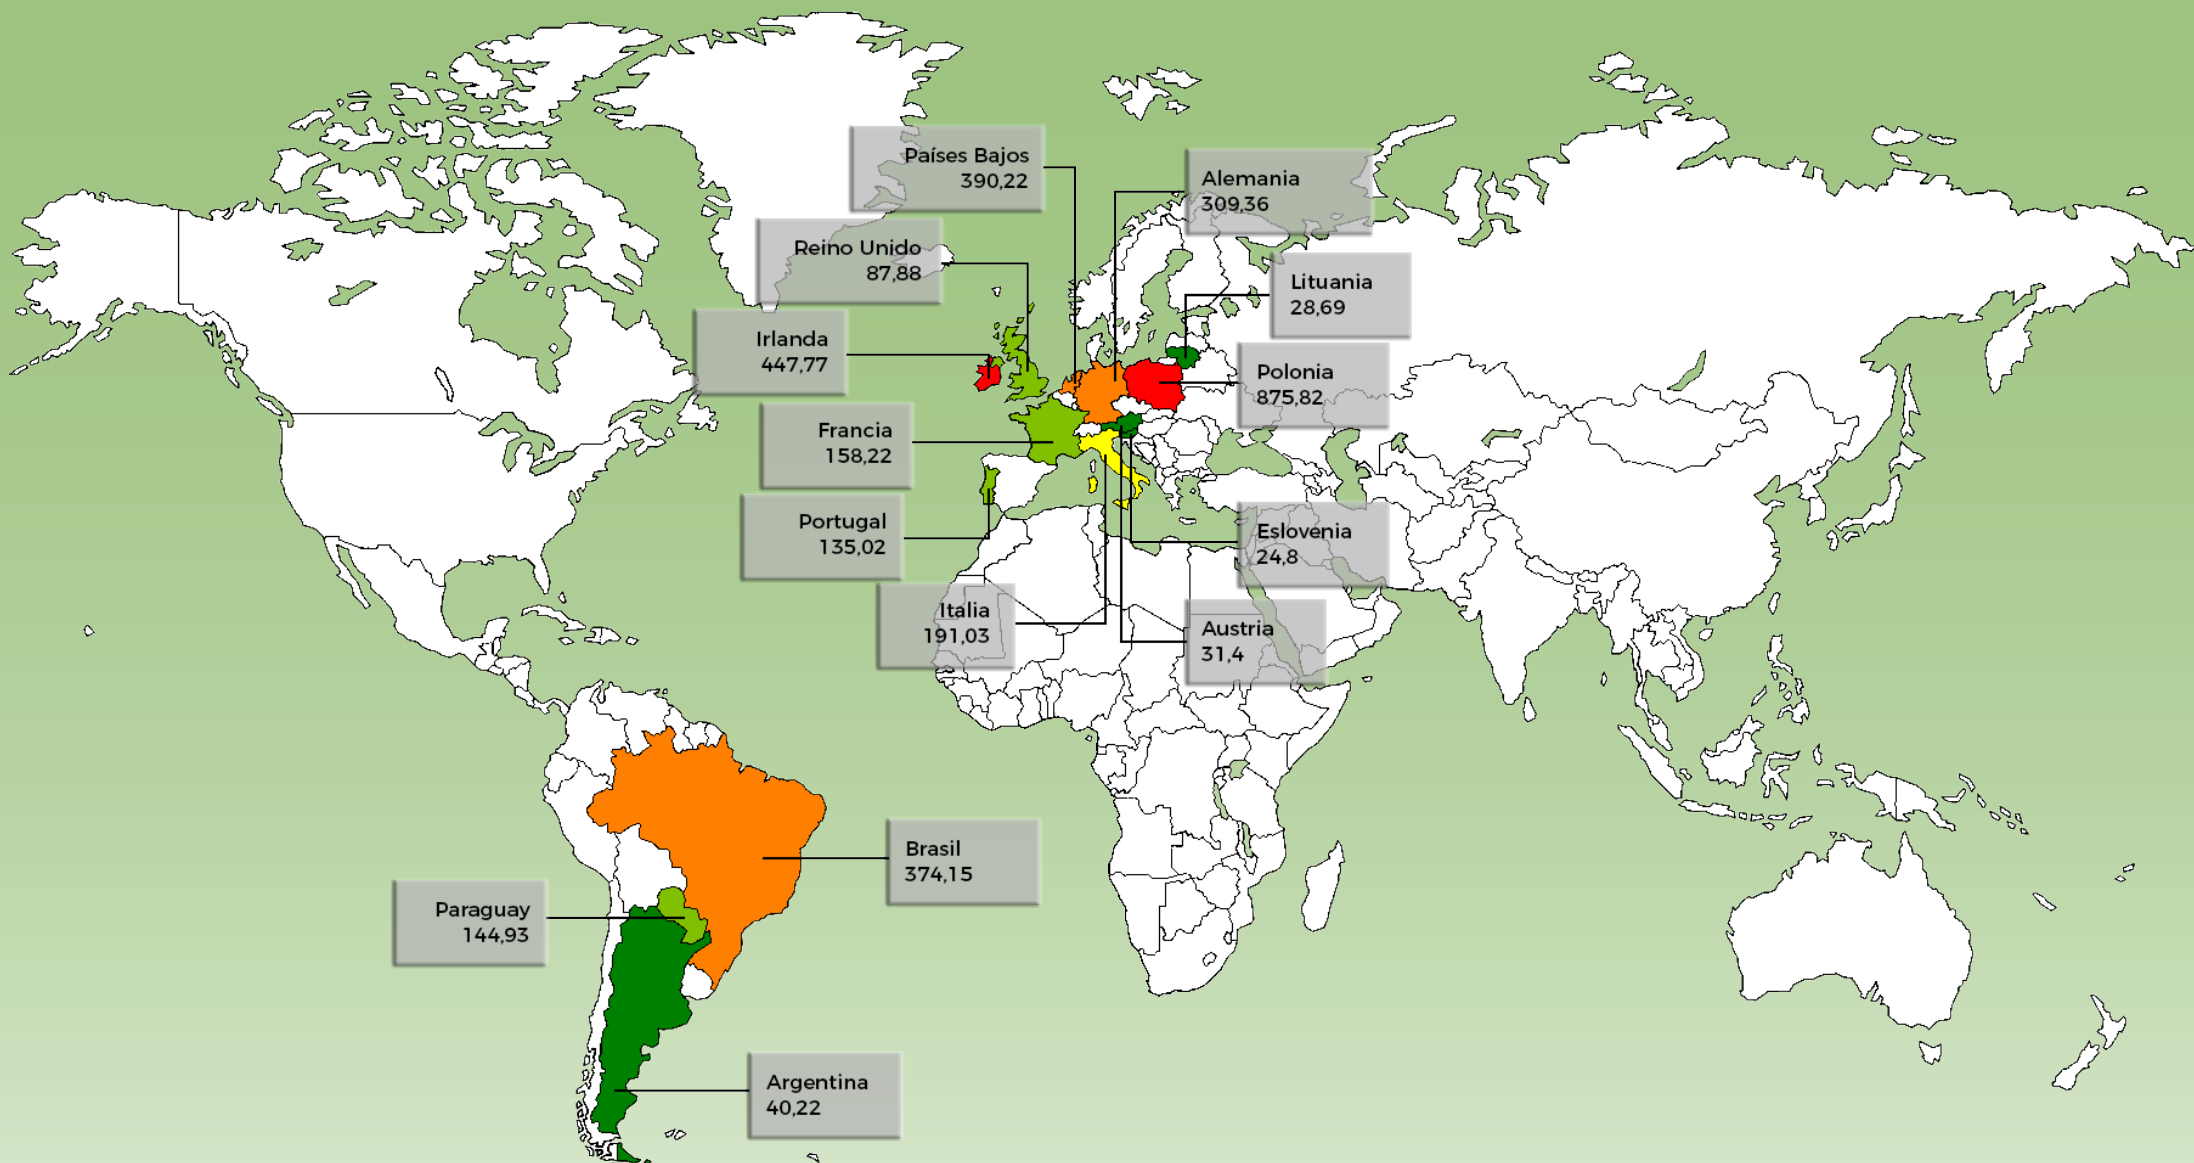 Países Bajos
390,22
Alemania
309,36
Reino Unido
87,88
Lituania
28,69
Irlanda
447,77
Polonia
875,82
Francia
158,22
Portugal
135,02
Eslovenia
24,8
Italia
191,03
Austria
31,4
Brasil
374,15
Paraguay
144,93
Argentina
40,22